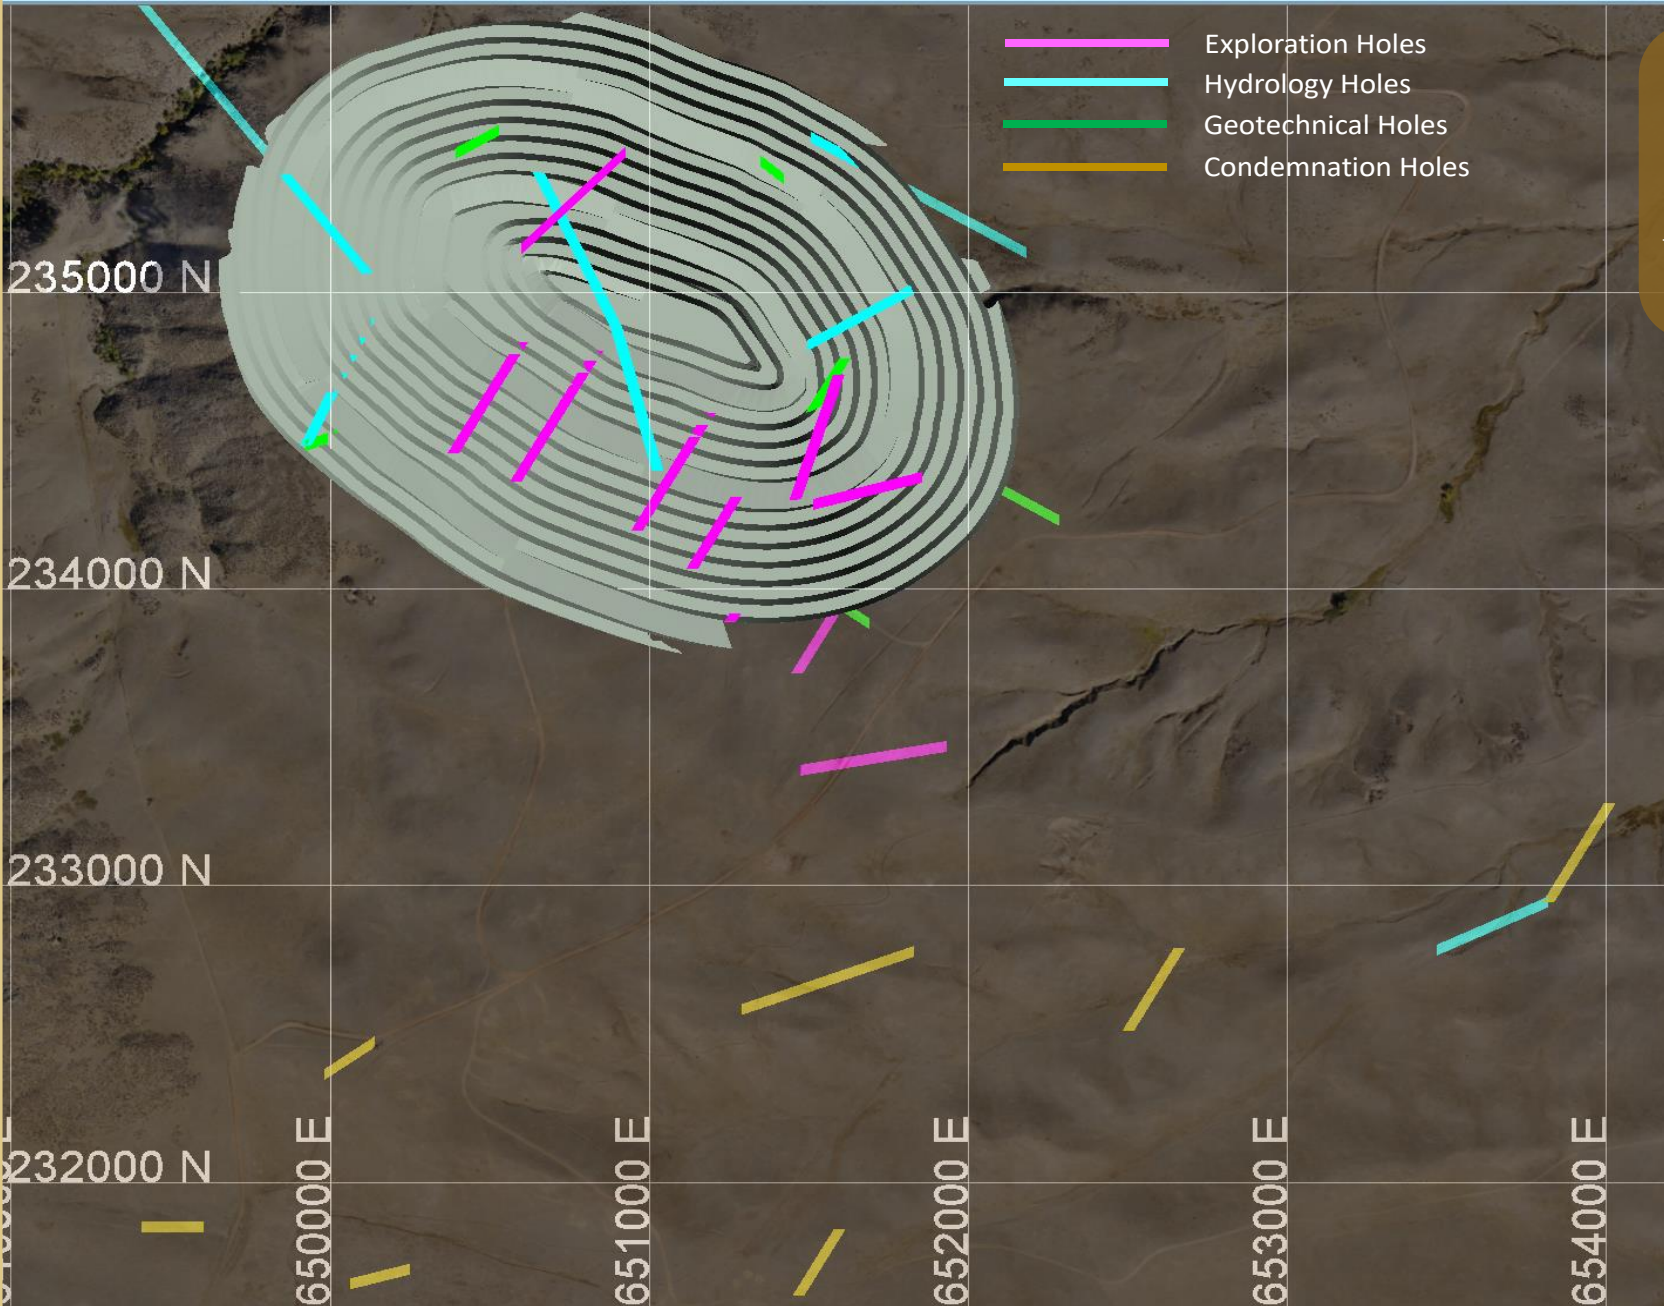 Exploration Holes
Hydrology Holes
Geotechnical Holes
Condemnation Holes
235000 N
234000 N
233000 N
232000 N
650000 E
651000 E
652000 E
653000 E
654000 E